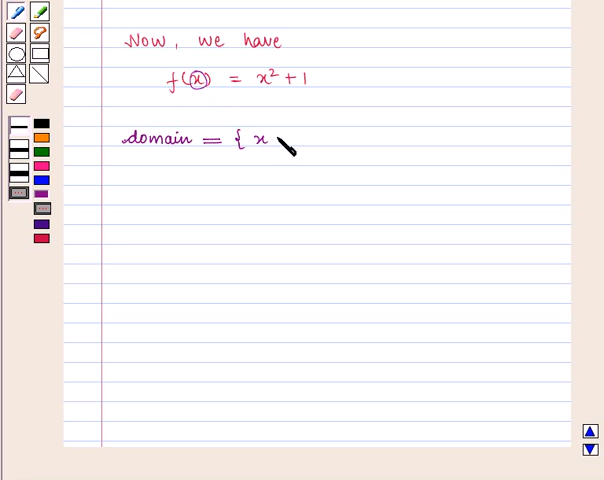 Now, we have
f(x) = x² + 1
domain = { x